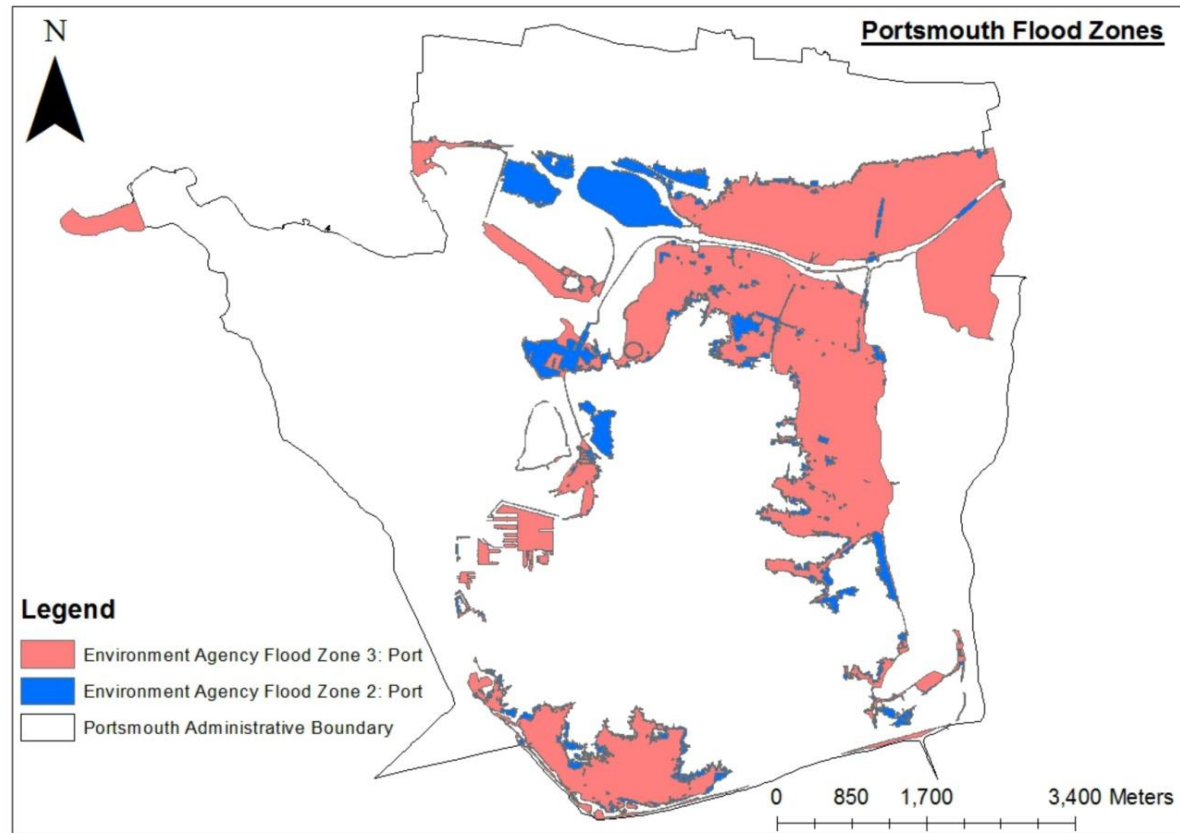 Portsmouth Flood Zones
N
Legend
Environment Agency Flood Zone 3: Port
Environment Agency Flood Zone 2: Port
Portsmouth Administrative Boundary
0 850 1,700 3,400 Meters